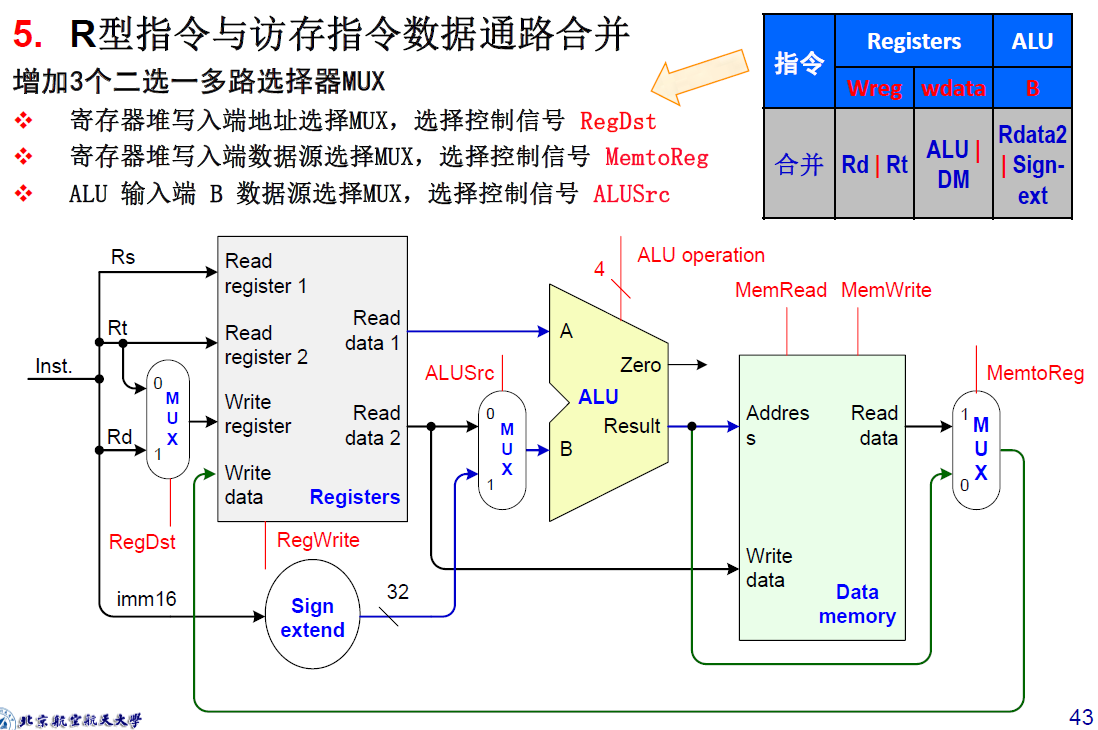 5. R型指令与访存指令数据通路合并
增加3个二选一多路选择器MUX
❖ 寄存器堆写入端地址选择MUX，选择控制信号 RegDst
❖ 寄存器堆写入端数据源选择MUX，选择控制信号 MemtoReg
❖ ALU 输入端 B 数据源选择MUX，选择控制信号 ALUSrc
指令
Registers
ALU
Wreg
wdata
B
合并
Rd | Rt
ALU |
DM
Rdata2
| Sign-
ext
Inst.
Rs
Rt
Rd
imm16
0
M
U
X
1
RegDst
Read
register 1
Read
register 2
Write
register
Write
data
Read
data 1
Read
data 2
Registers
RegWrite
Sign
extend
32
ALUSrc
0
M
U
X
1
4
ALU operation
A
B
ALU
Zero
Result
MemRead
MemWrite
Addres
s
Read
data
Write
data
Data
memory
MemtoReg
1
M
U
X
0
北京航空航天大学
43